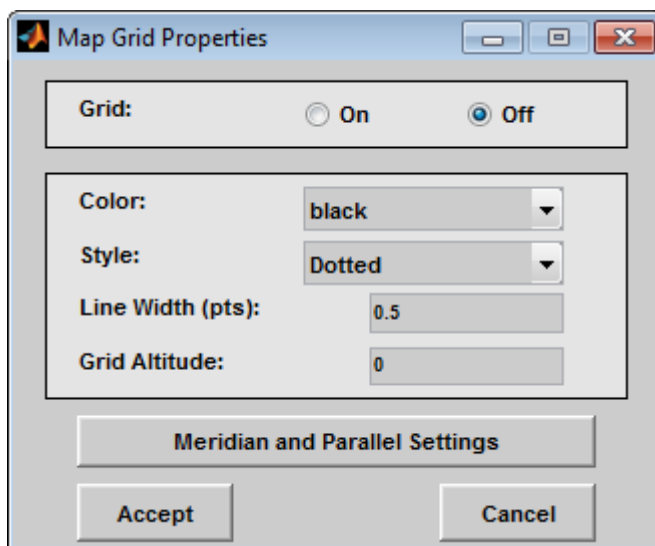 Map Grid Properties
Grid: On Off
Color: black
Style: Dotted
Line Width (pts): 0.5
Grid Altitude: 0
Meridian and Parallel Settings
Accept Cancel